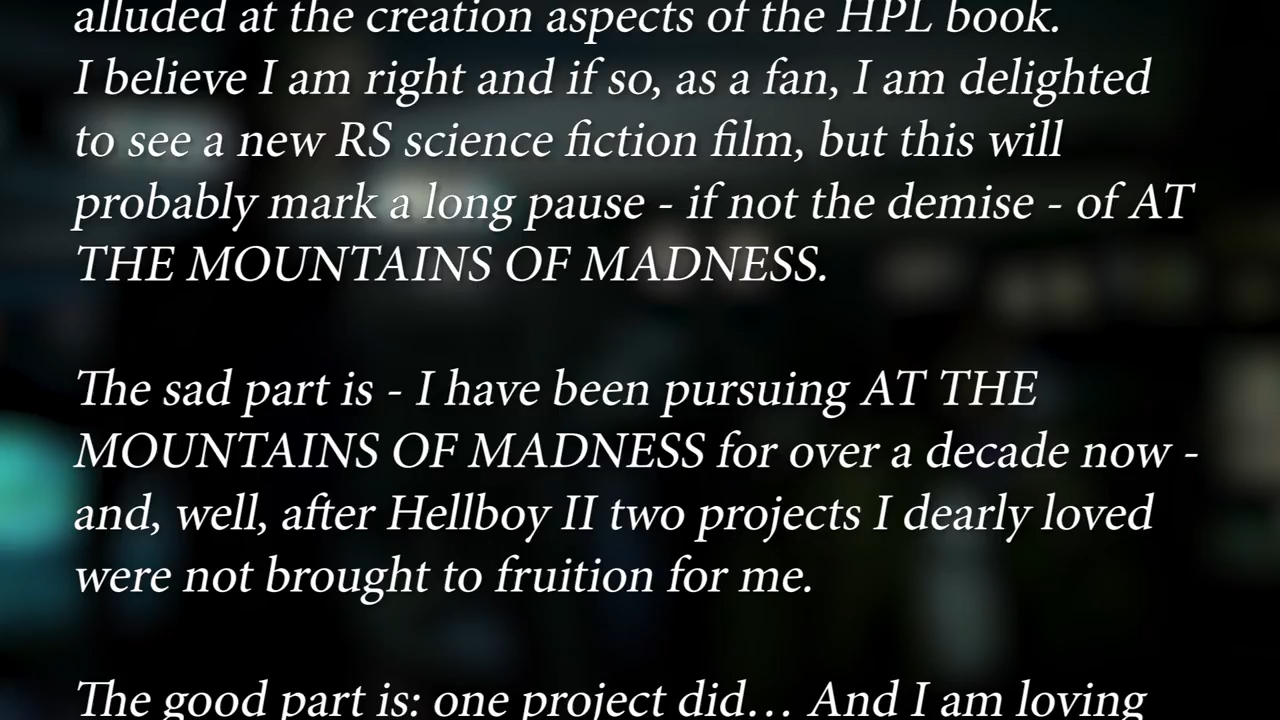 alluded at the creation aspects of the HPL book.
I believe I am right and if so, as a fan, I am delighted
to see a new RS science fiction film, but this will
probably mark a long pause - if not the demise - of AT
THE MOUNTAINS OF MADNESS.
The sad part is - I have been pursuing AT THE
MOUNTAINS OF MADNESS for over a decade now -
and, well, after Hellboy II two projects I dearly loved
were not brought to fruition for me.
The good part is: one project did… And I am loving